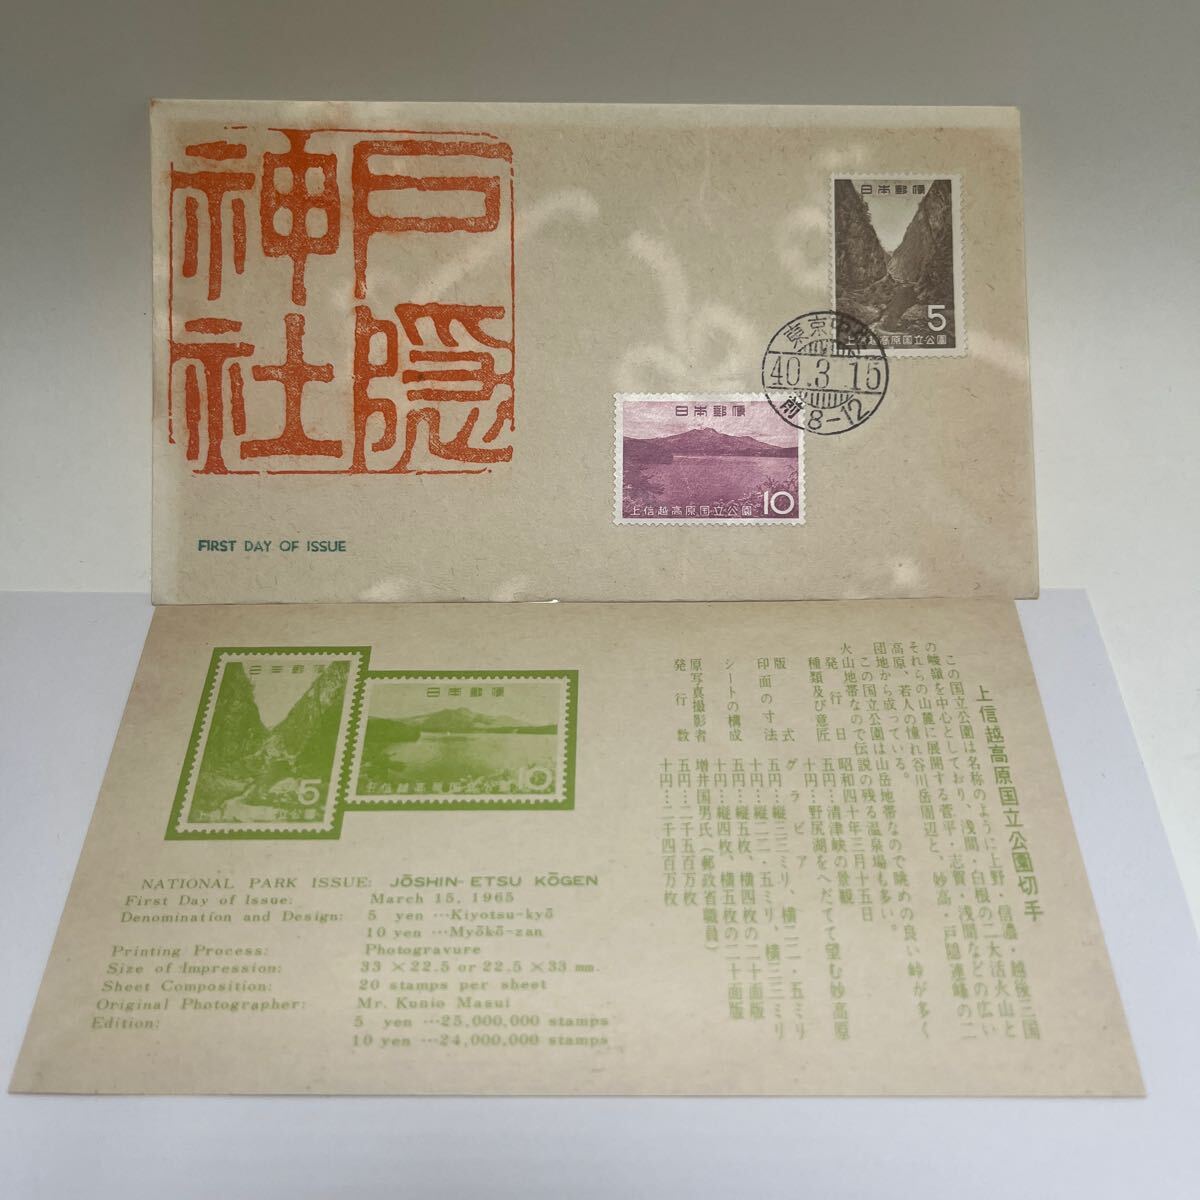 戸隠
神社
FIRST DAY OF ISSUE
日本郵便
5
上信越高原国立公園
東京中央
40.3.15
前8-12
日本郵便
10
上信越高原国立公園
日本郵便
5
上信越高原国立公園
日本郵便
10
上信越高原国立公園
NATIONAL PARK ISSUE: JŌSHIN-ETSU KŌGEN
First Day of Issue: March 15, 1965
Denomination and Design: 5 yen …Kiyotsu-kyō
10 yen …Myōkō-zan
Printing Process: Photogravure
Size of Impression: 33 × 22.5 or 22.5 × 33 mm.
Sheet Composition: 20 stamps per sheet
Original Photographer: Mr. Kunio Masui
Edition: 5 yen …25,000,000 stamps
10 yen …24,000,000 stamps
上信越高原国立公園切手
この国立公園は名称のように上野・信濃・越後三国
の峻嶺を中心としており、浅間・白根の二大活火山と
それらの山麓に展開する菅平・志賀・浅間などの広い
高原、若人の憧れ谷川岳周辺と、妙高・戸隠連峰の二
団地から成っている。
この国立公園は山岳地帯なので眺めの良い峠が多く
火山地帯なので伝説の残る温泉場も多い。
発行日 昭和四十年三月十五日
種類及び意匠 五円…清津峡の景観
十円…野尻湖をへだてて望む妙高原
版式 グラビア
印面の寸法 五円…縦三三ミリ、横二二・五ミリ
十円…縦二二・五ミリ、横三三ミリ
シートの構成 五円…縦五枚、横四枚の二十面版
十円…縦四枚、横五枚の二十面版
原写真撮影者 増井国男氏（郵政省職員）
発行数 五円…二千五百万枚
十円…二千四百万枚